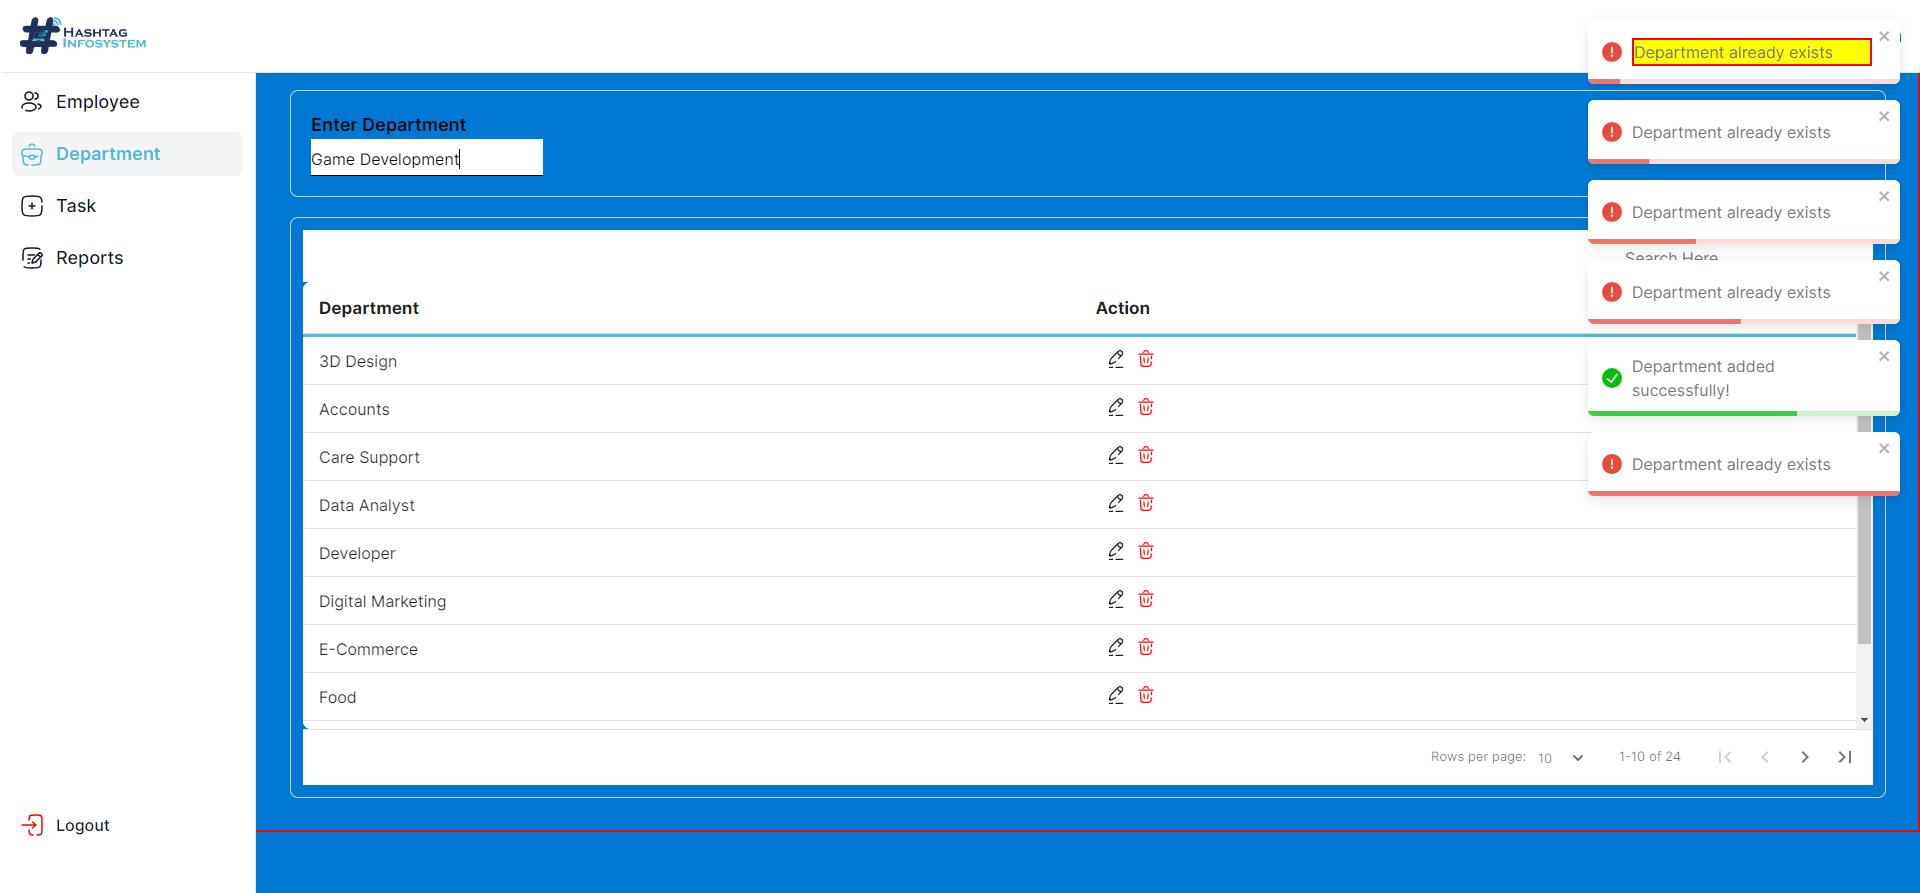 HASHTAG
INFOSYSTEM
Employee
Department
Task
Reports
Logout
Enter Department
Game Development
Search Here
Department
Action
3D Design
Accounts
Care Support
Data Analyst
Developer
Digital Marketing
E-Commerce
Food
Rows per page:
10
1-10 of 24
Department already exists
Department already exists
Department already exists
Department already exists
Department added
successfully!
Department already exists